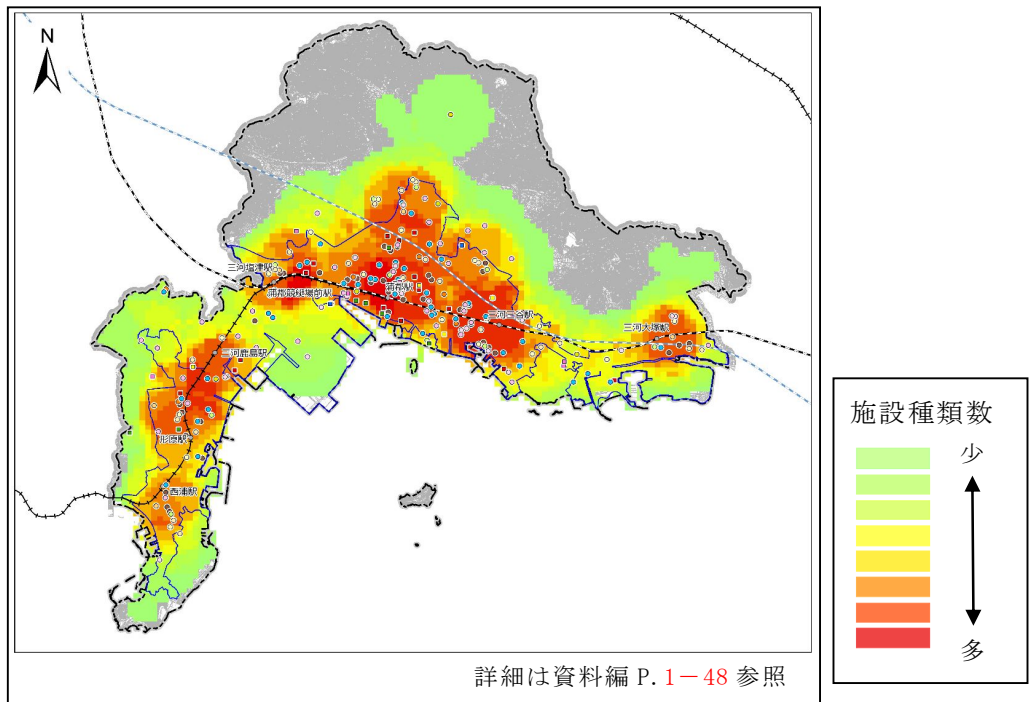 N
三河塩津駅
蒲郡競艇場前駅
蒲郡駅
三河三谷駅
三河大塚駅
三河鹿島駅
形原駅
西浦駅
詳細は資料編 P.1－48 参照
施設種類数
少
多